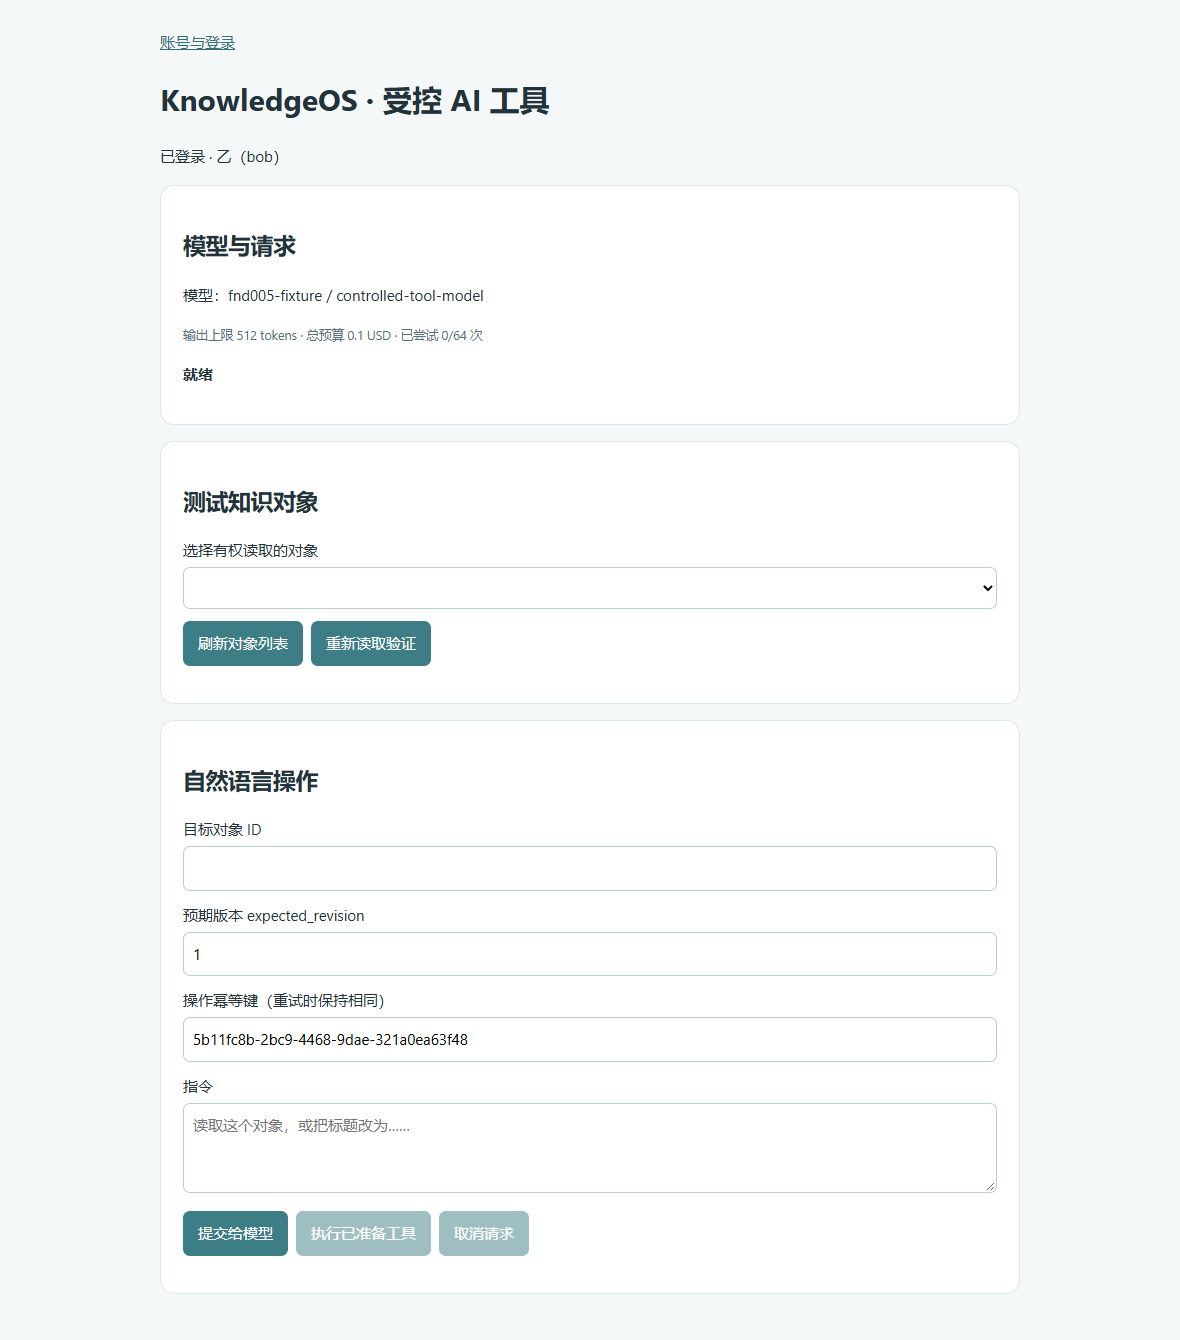 账号与登录
KnowledgeOS · 受控 AI 工具
已登录 · 乙（bob）
模型与请求
模型：fnd005-fixture / controlled-tool-model
输出上限 512 tokens · 总预算 0.1 USD · 已尝试 0/64 次
就绪
测试知识对象
选择有权读取的对象
刷新对象列表 重新读取验证
自然语言操作
目标对象 ID
预期版本 expected_revision
1
操作幂等键（重试时保持相同）
5b11fc8b-2bc9-4468-9dae-321a0ea63f48
指令
读取这个对象，或把标题改为……
提交给模型 执行已准备工具 取消请求